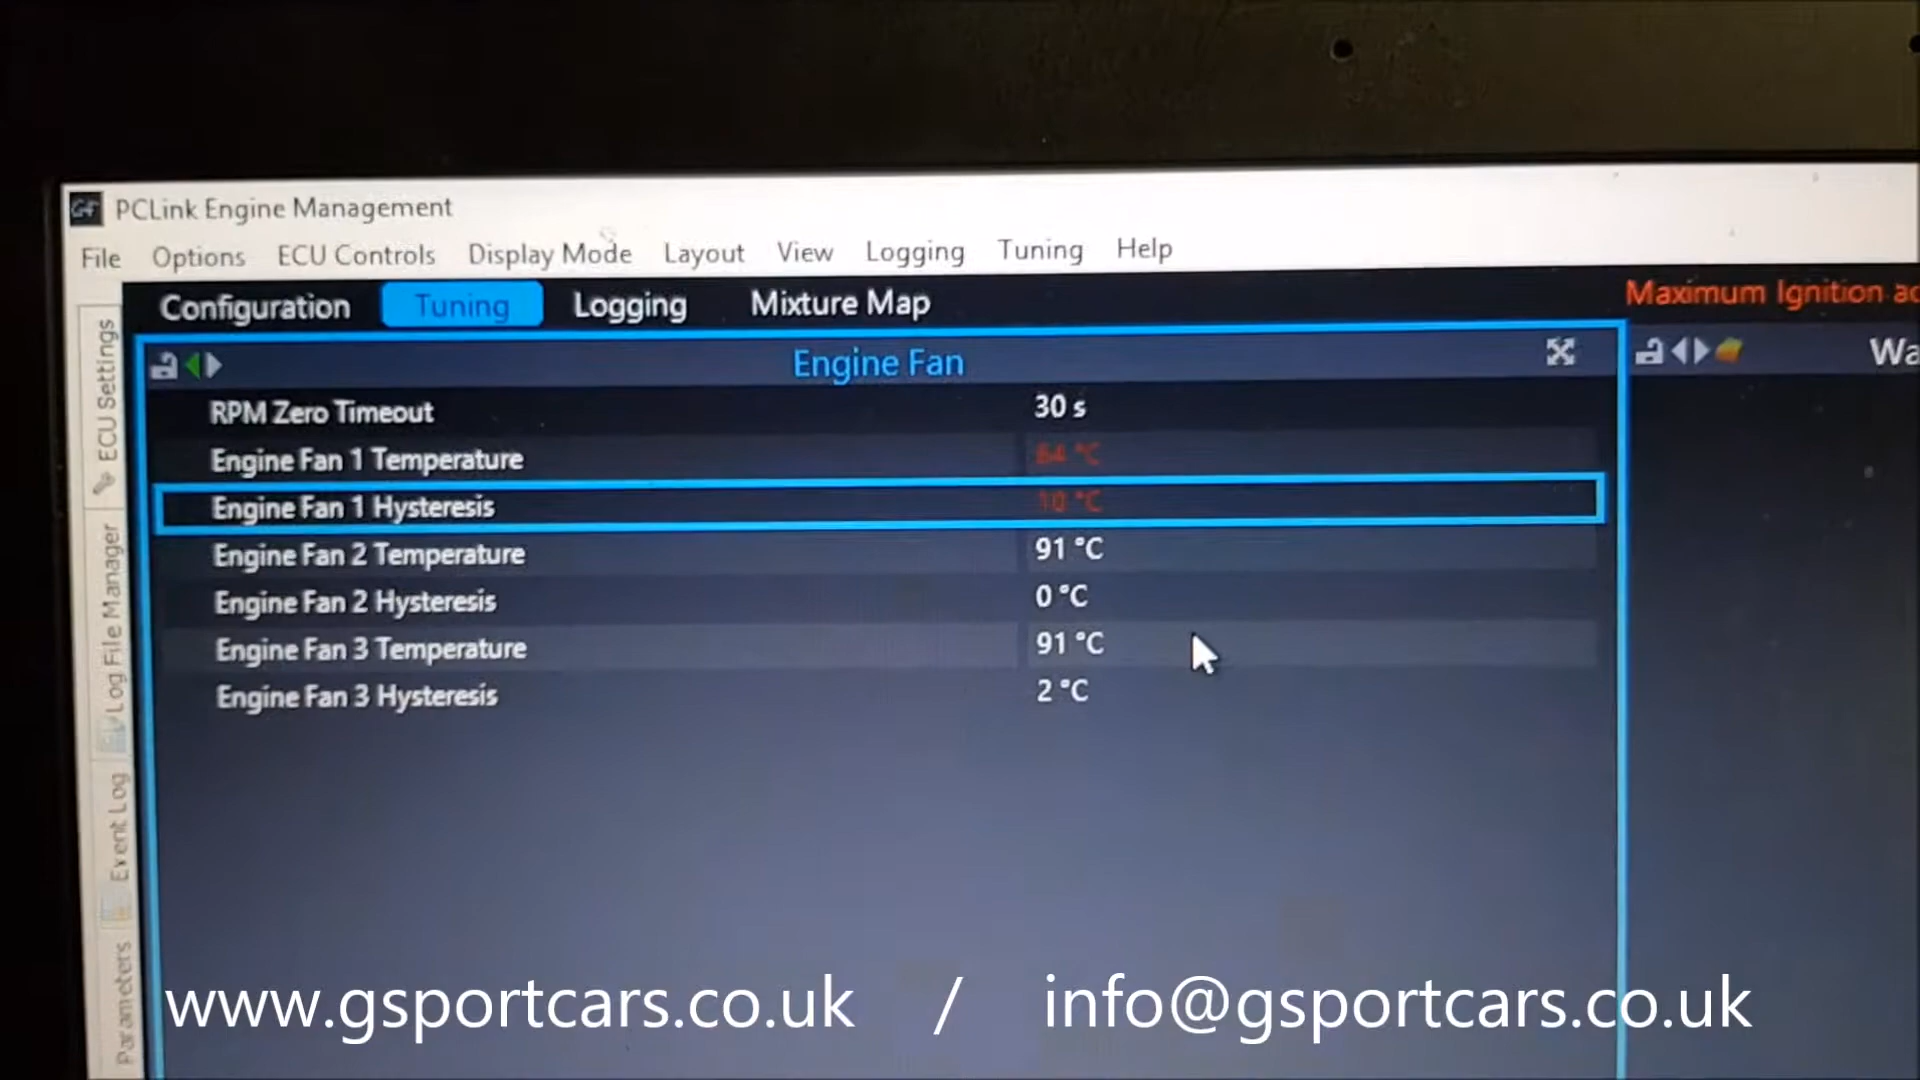 PCLink Engine Management
File Options ECU Controls Display Mode Layout View Logging Tuning Help
Configuration Tuning Logging Mixture Map
Maximum Ignition
Engine Fan
RPM Zero Timeout 30 s
Engine Fan 1 Temperature °C
Engine Fan 1 Hysteresis 10 °C
Engine Fan 2 Temperature 91 °C
Engine Fan 2 Hysteresis 0 °C
Engine Fan 3 Temperature 91 °C
Engine Fan 3 Hysteresis 2 °C
ECU Settings
Log File Manager
Event Log
Parameters
www.gsportcars.co.uk / info@gsportcars.co.uk